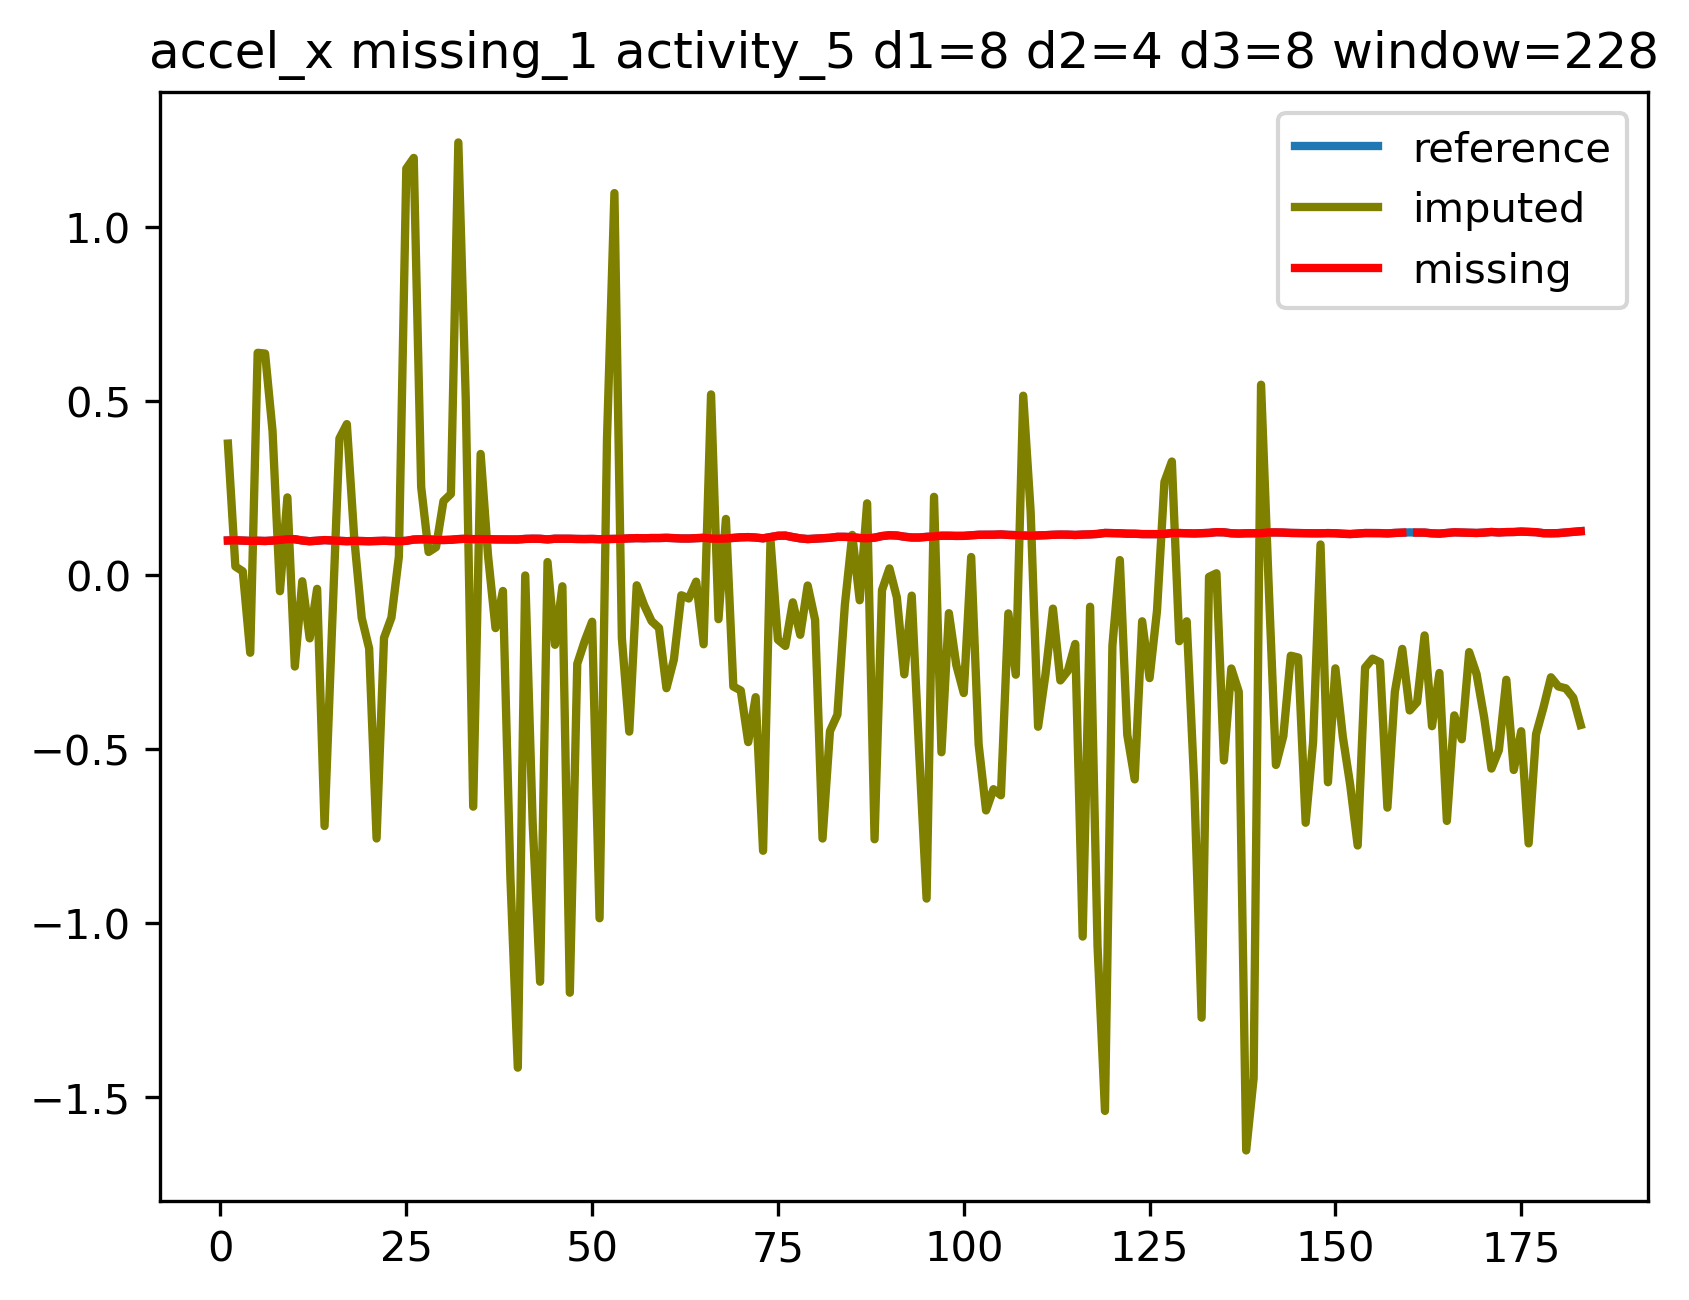 accel_x missing_1 activity_5 d1=8 d2=4 d3=8 window=228
reference
imputed
missing
1.0
0.5
0.0
−0.5
−1.0
−1.5
0 25 50 75 100 125 150 175